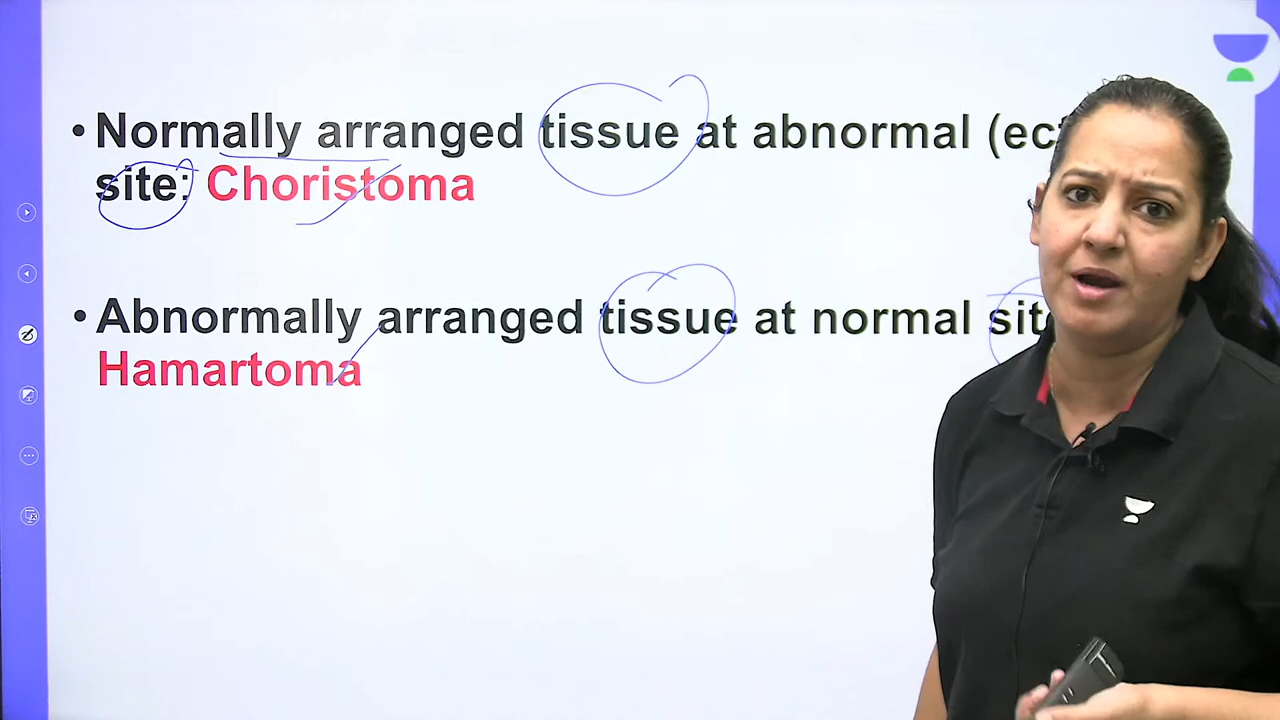 • Normally arranged tissue at abnormal (ec
site: Choristoma
• Abnormally arranged tissue at normal sit
Hamartoma